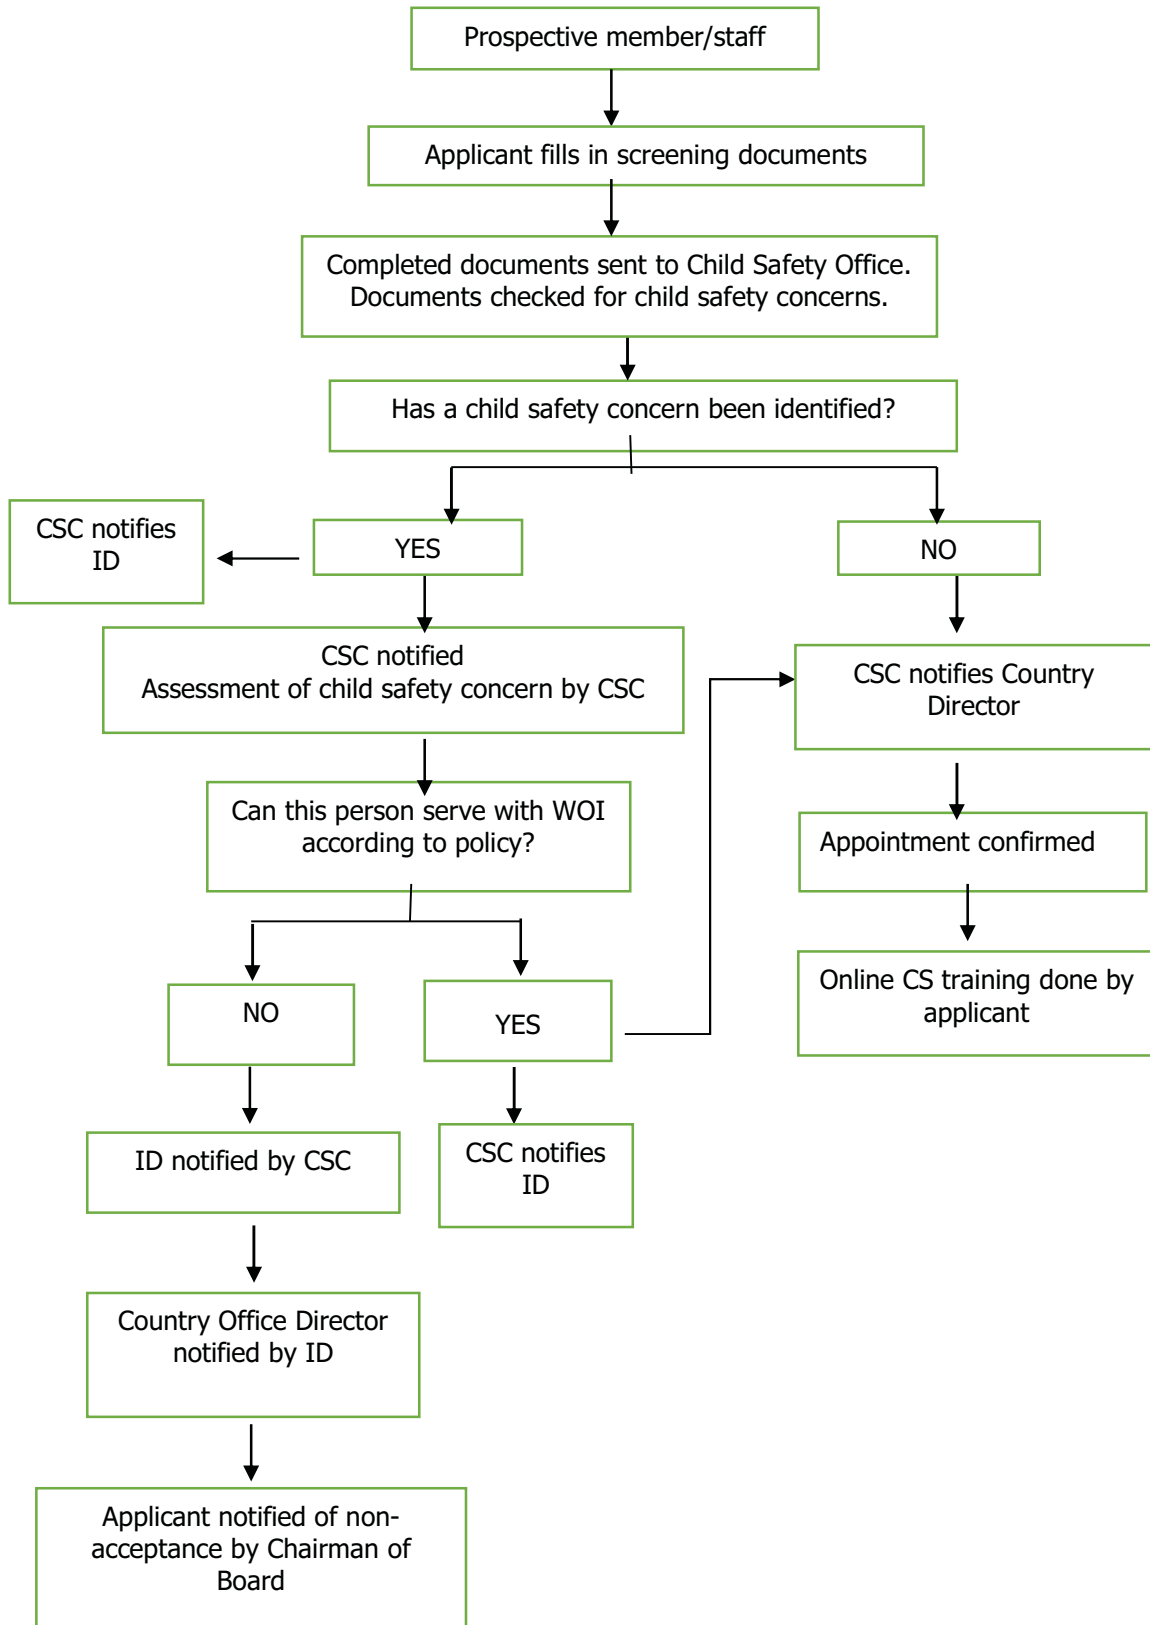 Prospective member/staff
Applicant fills in screening documents
Completed documents sent to Child Safety Office.
Documents checked for child safety concerns.
Has a child safety concern been identified?
CSC notifies
ID
YES
NO
CSC notified
Assessment of child safety concern by CSC
CSC notifies Country
Director
Can this person serve with WOI
according to policy?
Appointment confirmed
Online CS training done by
applicant
NO
YES
ID notified by CSC
CSC notifies
ID
Country Office Director
notified by ID
Applicant notified of non-
acceptance by Chairman of
Board